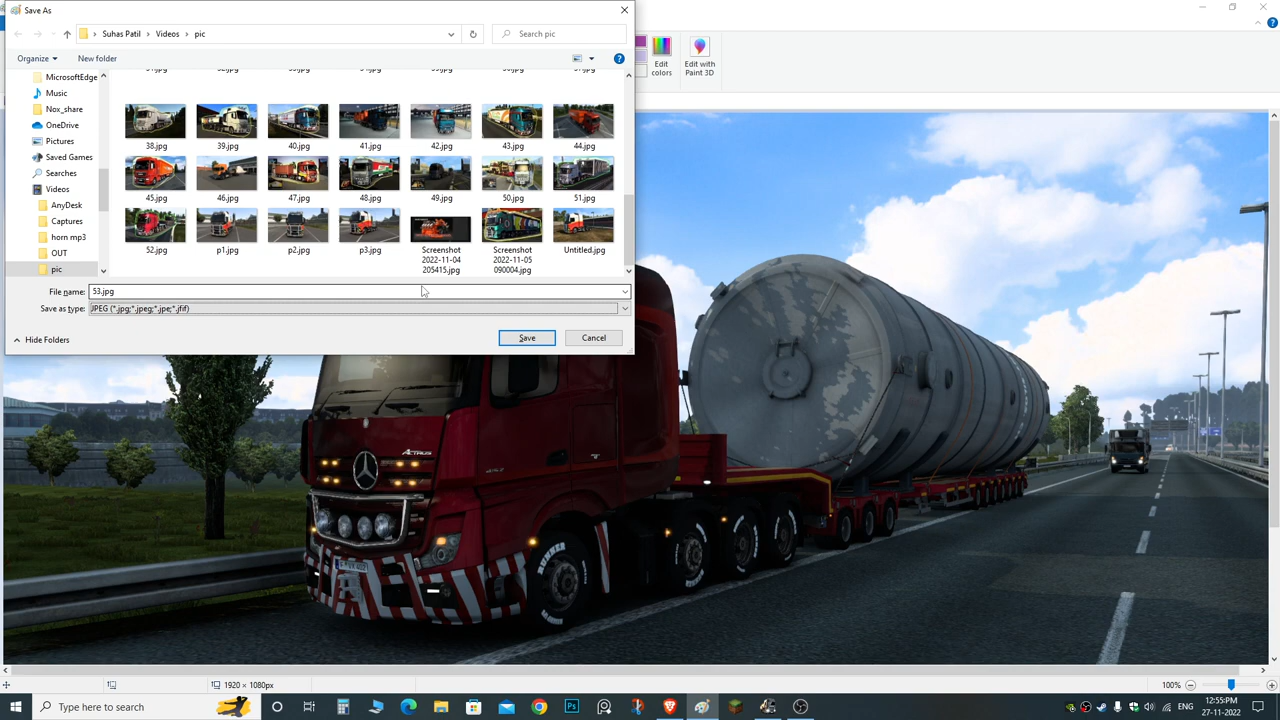 Save As
Suhas Patil > Videos > pic
Search pic
Organize
New folder
MicrosoftEdge
Music
Nox_share
OneDrive
Pictures
Saved Games
Searches
Videos
AnyDesk
Captures
horn mp3
OUT
pic
38.jpg 39.jpg 40.jpg 41.jpg 42.jpg 43.jpg 44.jpg
45.jpg 46.jpg 47.jpg 48.jpg 49.jpg 50.jpg 51.jpg
52.jpg p1.jpg p2.jpg p3.jpg Screenshot 2022-11-04 205415.jpg Screenshot 2022-11-05 090004.jpg Untitled.jpg
File name: 53.jpg
Save as type: JPEG (*.jpg;*.jpeg;*.jpe;*.jfif)
Hide Folders
Save
Cancel
Edit colors
Edit with Paint 3D
ACTROS
1920 × 1080px
100%
Type here to search
ENG
12:55 PM
27-11-2022